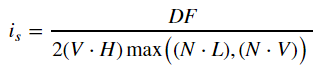 i_s = DF / 2(V · H) max((N · L), (N · V))